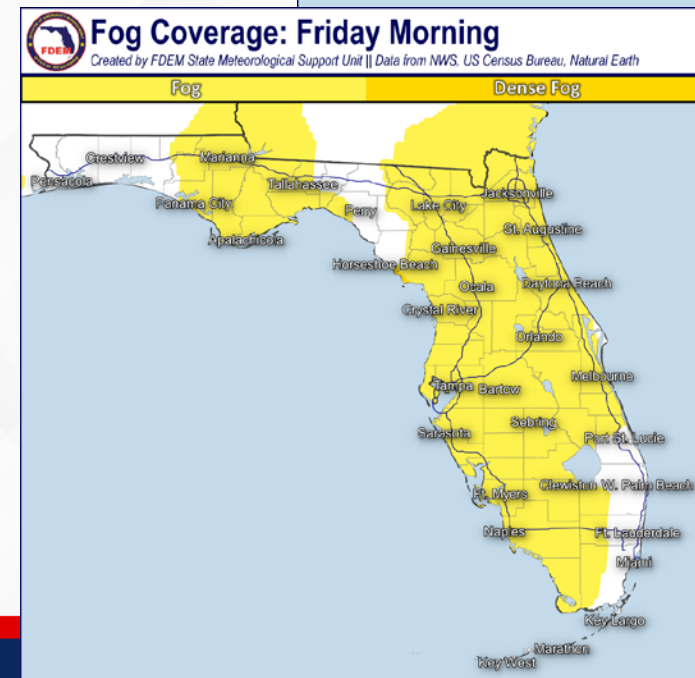 FDEM
Fog Coverage: Friday Morning
Created by FDEM State Meteorological Support Unit || Data from NWS, US Census Bureau, Natural Earth
Fog Dense Fog
Crestview
Marianna
Pensacola
Tallahassee
Panama City
Perry
Lake City
Jacksonville
Apalachicola
St. Augustine
Gainesville
Horseshoe Beach
Ocala
Daytona Beach
Crystal River
Orlando
Tampa
Bartow
Melbourne
Sebring
Sarasota
Port St. Lucie
Ft. Myers
Clewiston
W. Palm Beach
Naples
Ft. Lauderdale
Miami
Key Largo
Marathon
Key West